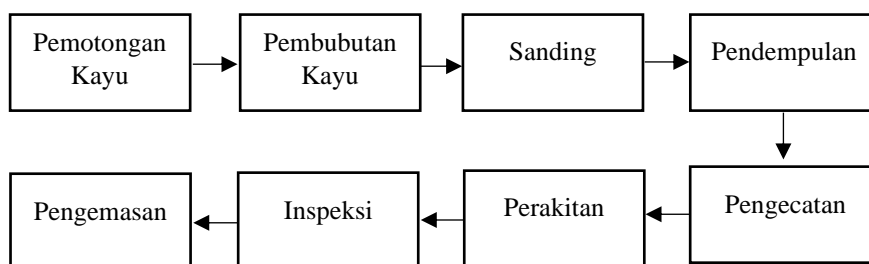 Pemotongan
Kayu
Pembubutan
Kayu
Sanding
Pendempulan
Pengemasan
Inspeksi
Perakitan
Pengecatan